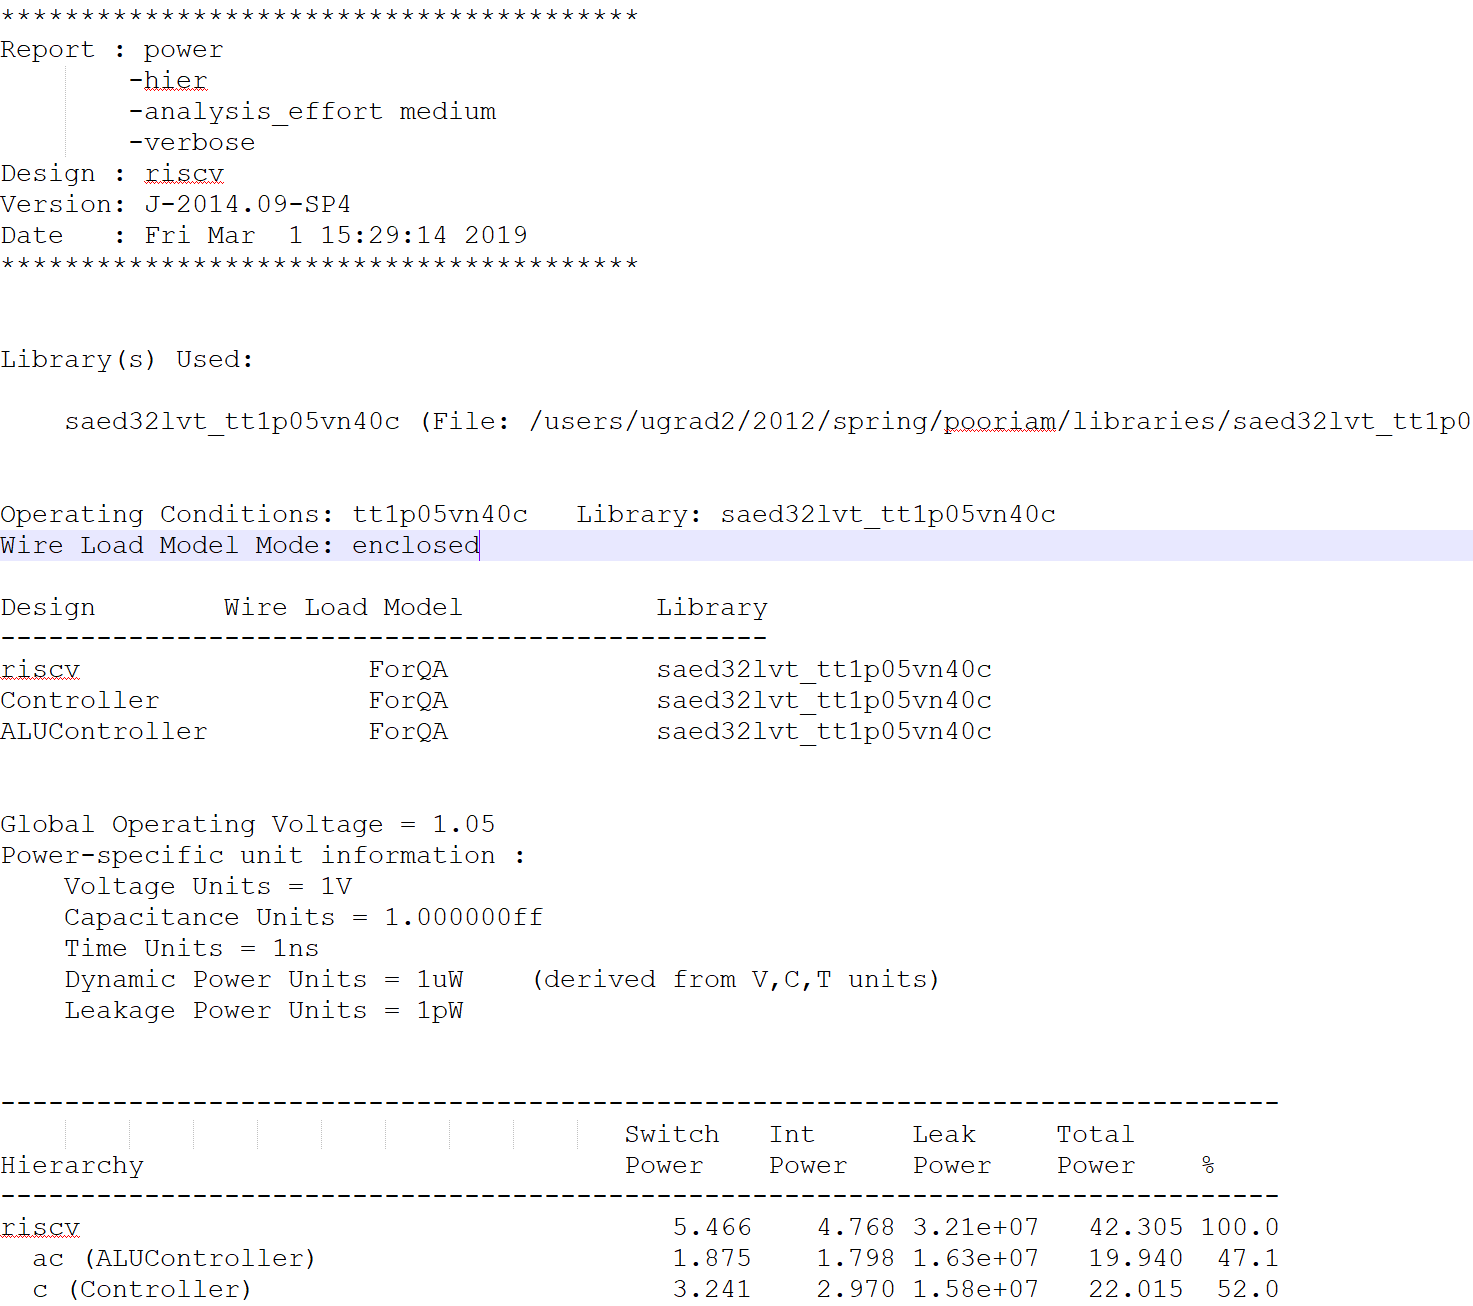 ****************************************
Report : power
        -hier
        -analysis_effort medium
        -verbose
Design : riscv
Version: J-2014.09-SP4
Date   : Fri Mar  1 15:29:14 2019
****************************************
Library(s) Used:
    saed32lvt_tt1p05vn40c (File: /users/ugrad2/2012/spring/pooriam/libraries/saed32lvt_tt1p0
Operating Conditions: tt1p05vn40c   Library: saed32lvt_tt1p05vn40c
Wire Load Model Mode: enclosed
Design        Wire Load Model            Library
------------------------------------------------
riscv                  ForQA             saed32lvt_tt1p05vn40c
Controller             ForQA             saed32lvt_tt1p05vn40c
ALUController          ForQA             saed32lvt_tt1p05vn40c
Global Operating Voltage = 1.05
Power-specific unit information :
    Voltage Units = 1V
    Capacitance Units = 1.000000ff
    Time Units = 1ns
    Dynamic Power Units = 1uW    (derived from V,C,T units)
    Leakage Power Units = 1pW
--------------------------------------------------------------------------------
                                       Switch   Int      Leak     Total
Hierarchy                              Power    Power    Power    Power    %
--------------------------------------------------------------------------------
riscv                                     5.466    4.768 3.21e+07   42.305 100.0
  ac (ALUController)                      1.875    1.798 1.63e+07   19.940  47.1
  c (Controller)                          3.241    2.970 1.58e+07   22.015  52.0